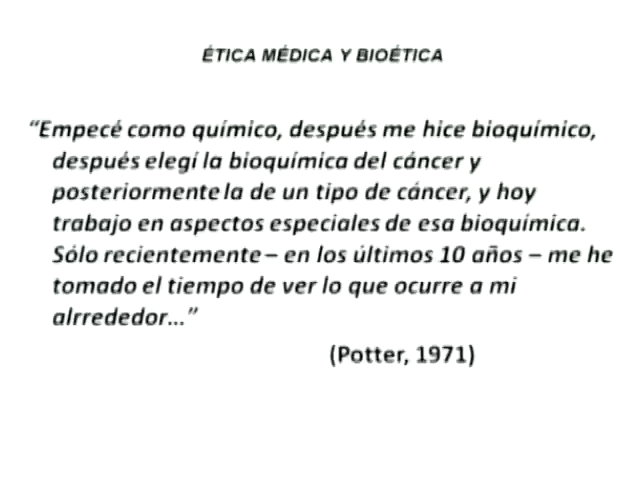 ÉTICA MÉDICA Y BIOÉTICA
“Empecé como químico, después me hice bioquímico,
después elegí la bioquímica del cáncer y
posteriormente la de un tipo de cáncer, y hoy
trabajo en aspectos especiales de esa bioquímica.
Sólo recientemente – en los últimos 10 años – me he
tomado el tiempo de ver lo que ocurre a mi
alrrededor...”
(Potter, 1971)